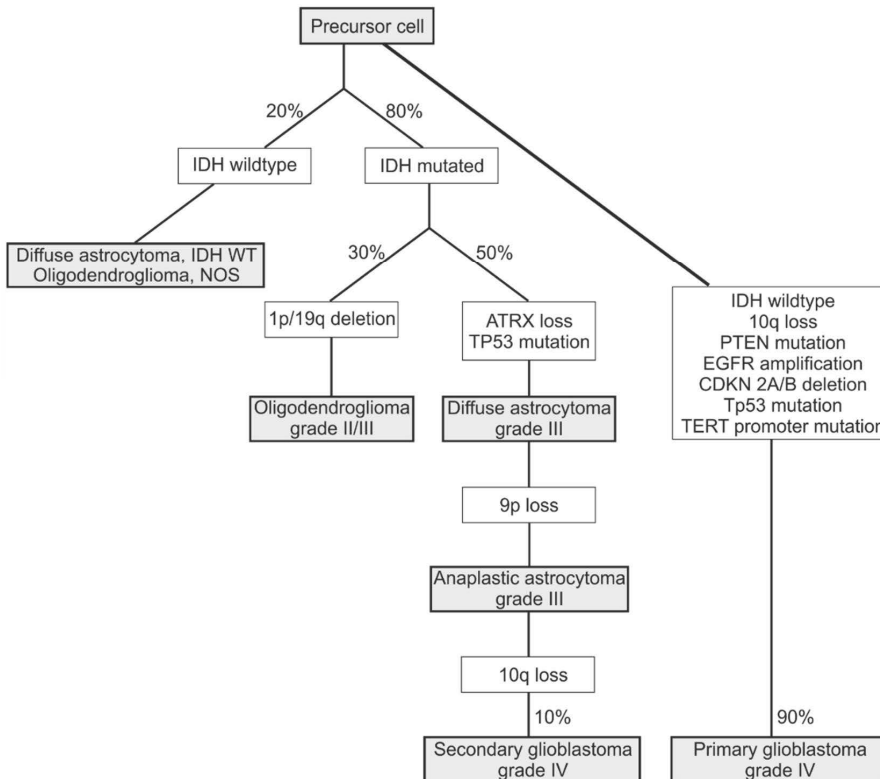 Precursor cell
20%
80%
IDH wildtype
IDH mutated
Diffuse astrocytoma, IDH WT
Oligodendroglioma, NOS
30%
50%
1p/19q deletion
ATRX loss
TP53 mutation
IDH wildtype
10q loss
PTEN mutation
EGFR amplification
CDKN 2A/B deletion
Tp53 mutation
TERT promoter mutation
Oligodendroglioma
grade II/III
Diffuse astrocytoma
grade III
9p loss
Anaplastic astrocytoma
grade III
10q loss
10%
90%
Secondary glioblastoma
grade IV
Primary glioblastoma
grade IV